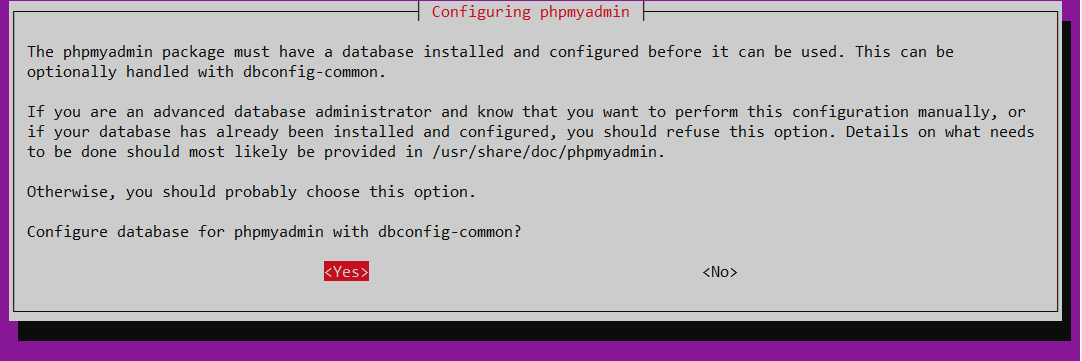 Configuring phpmyadmin
The phpmyadmin package must have a database installed and configured before it can be used. This can be
optionally handled with dbconfig-common.
If you are an advanced database administrator and know that you want to perform this configuration manually, or
if your database has already been installed and configured, you should refuse this option. Details on what needs
to be done should most likely be provided in /usr/share/doc/phpmyadmin.
Otherwise, you should probably choose this option.
Configure database for phpmyadmin with dbconfig-common?
<Yes> <No>